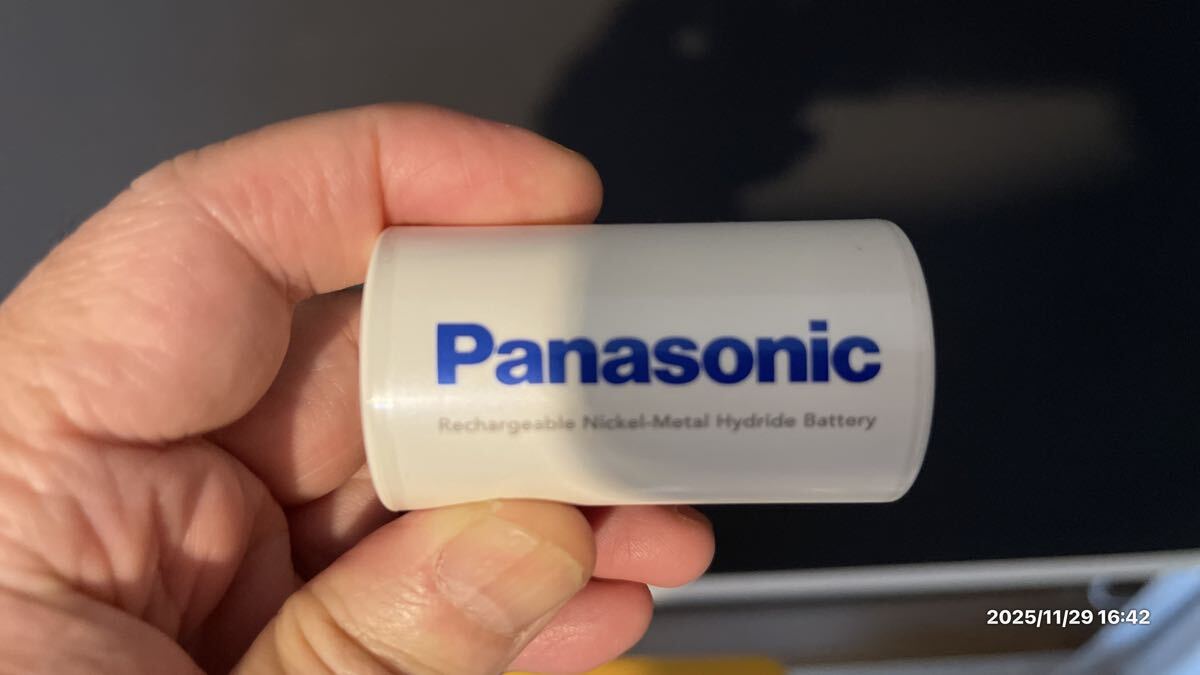 Panasonic
Rechargeable Nickel-Metal Hydride Battery
2025/11/29 16:42